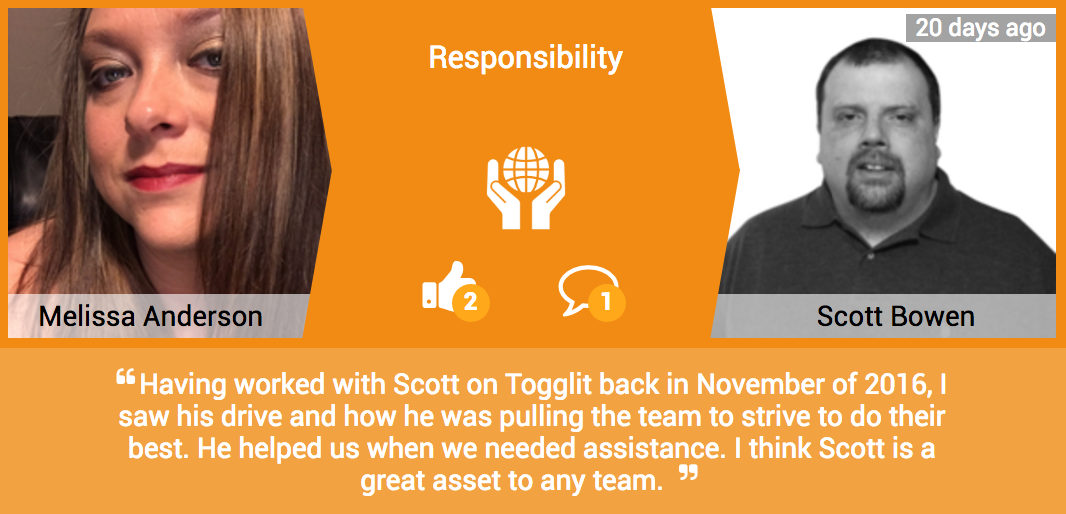 20 days ago
Responsibility
2
1
Melissa Anderson
Scott Bowen
❝Having worked with Scott on Togglit back in November of 2016, I
saw his drive and how he was pulling the team to strive to do their
best. He helped us when we needed assistance. I think Scott is a
great asset to any team. ❞